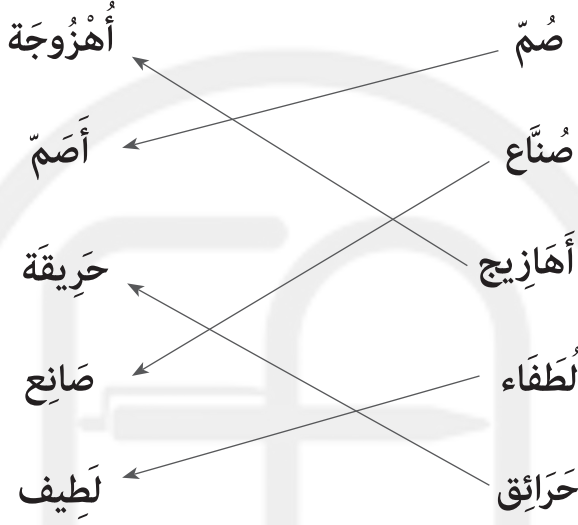 صُمّ أُهْزُوجَة
صُنَّاع أَصَمّ
أَهَازِيج حَرِيقَة
لُطَفَاء صَانِع
حَرَائِق لَطِيف